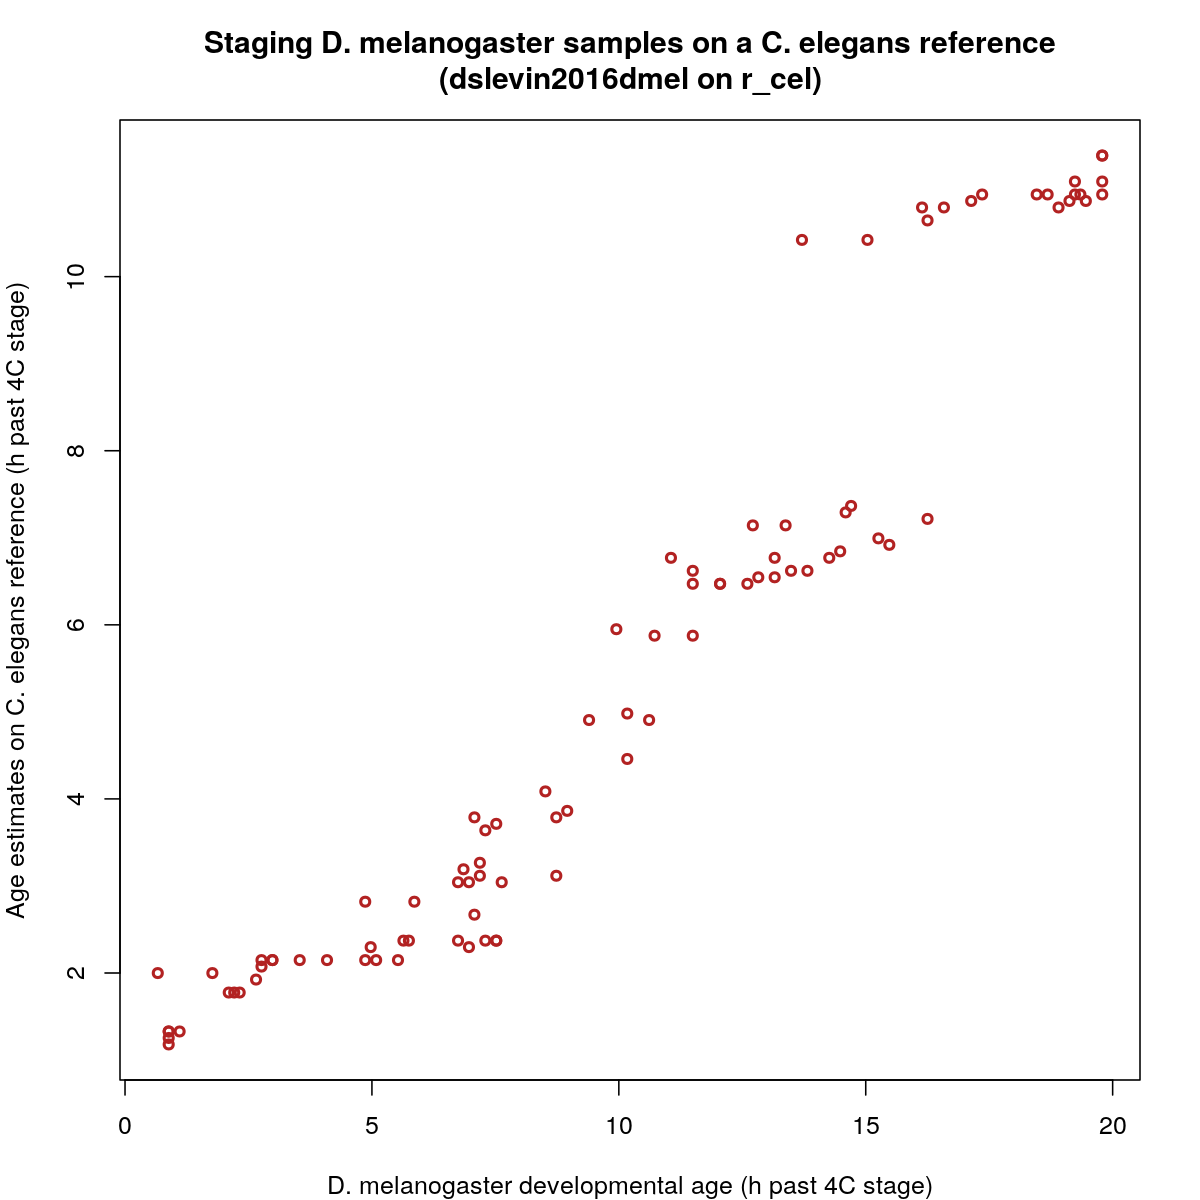 Staging D. melanogaster samples on a C. elegans reference
(dslevin2016dmel on r_cel)
Age estimates on C. elegans reference (h past 4C stage)
10
8
6
4
2
0 5 10 15 20
D. melanogaster developmental age (h past 4C stage)